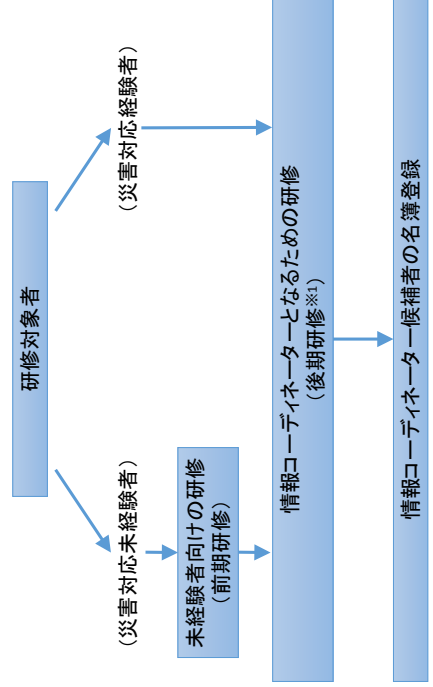 研修対象者
（災害対応未経験者）
（災害対応経験者）
未経験者向けの研修
（前期研修）
情報コーディネーターとなるための研修
（後期研修※1）
情報コーディネーター候補者の名簿登録